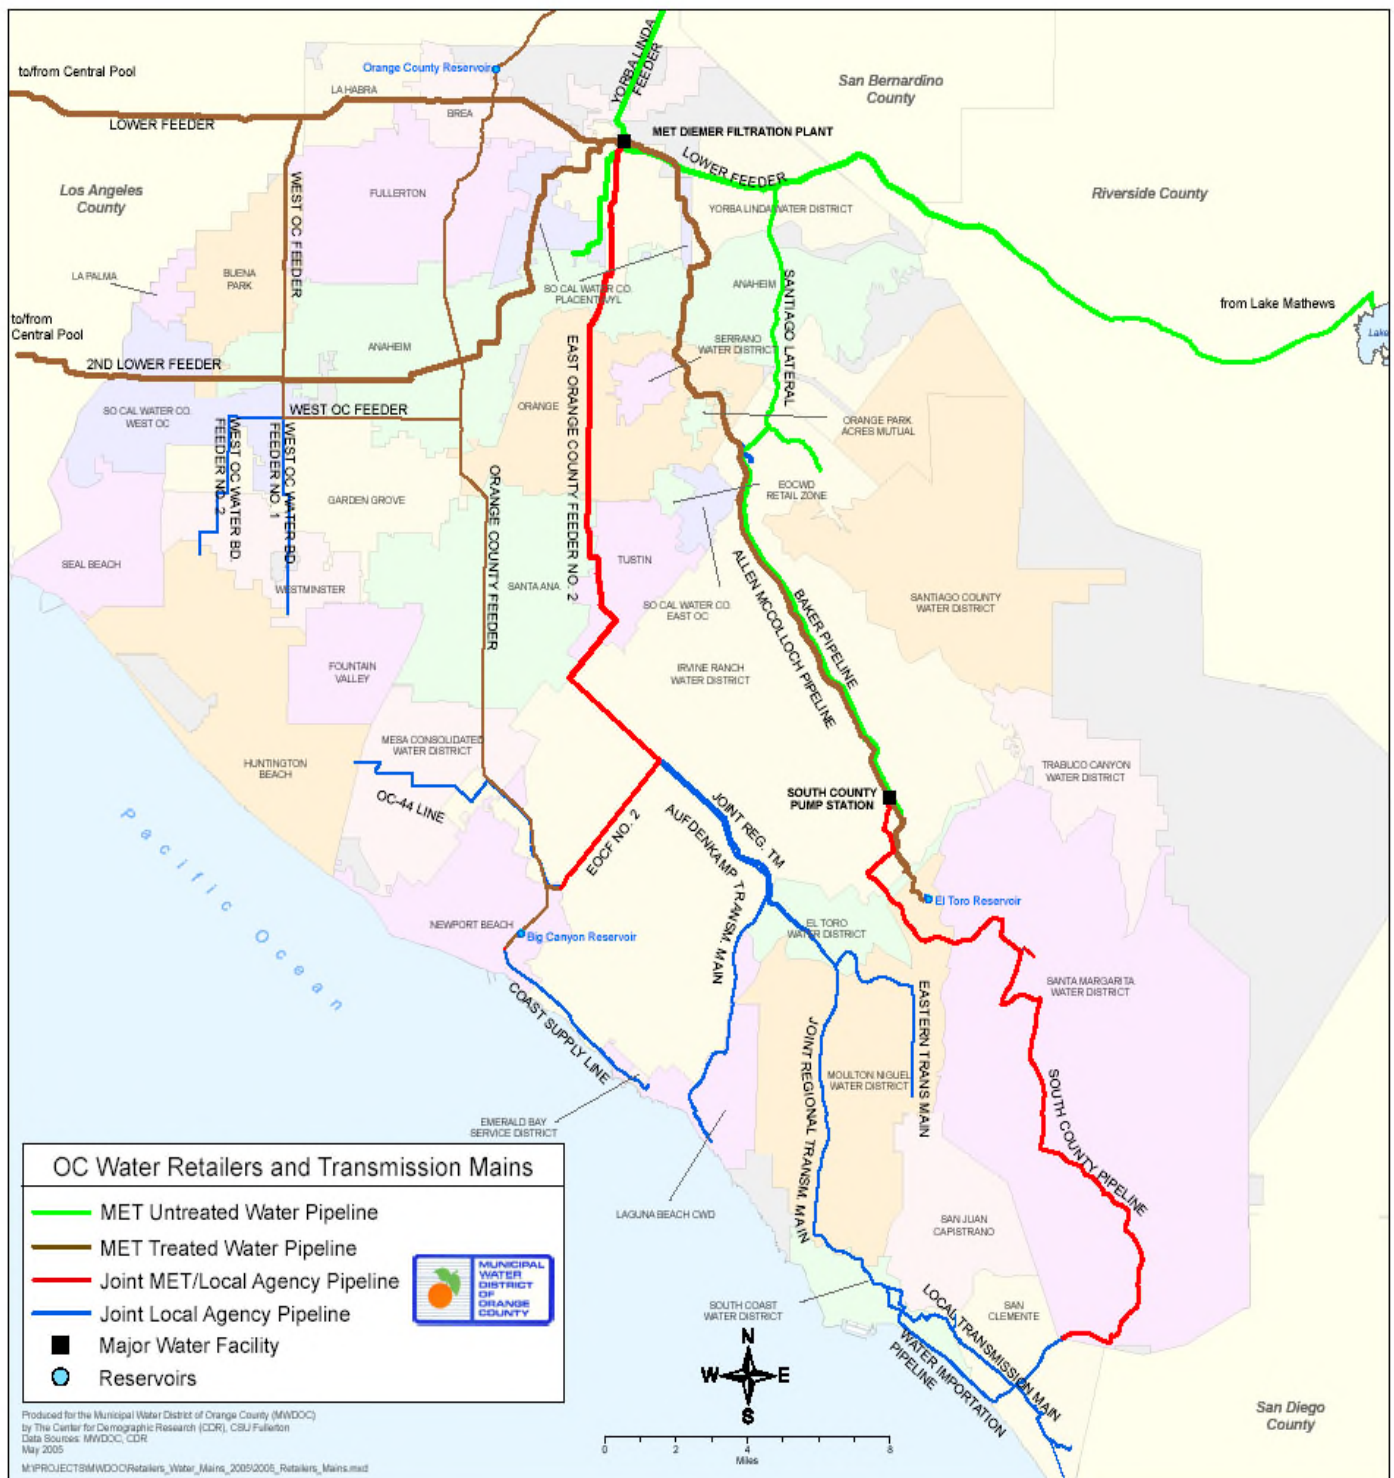 to/from Central Pool
Orange County Reservoir
YORBA LINDA
FEEDER
San Bernardino
County
LA HABRA
BREA
LOWER FEEDER
MET DIEMER FILTRATION PLANT
LOWER FEEDER
Los Angeles
County
WEST OC FEEDER
FULLERTON
Riverside County
YORBA LINDA WATER DISTRICT
LA PALMA
BUENA
PARK
SO CAL WATER CO.
PLACENT/YL
ANAHEIM
SANTIAGO LATERAL
from Lake Mathews
to/from
Central Pool
Lake
ANAHEIM
EAST ORANGE COUNTY FEEDER NO. 2
SERRANO
WATER DISTRICT
2ND LOWER FEEDER
SO CAL WATER CO.
WEST OC
WEST OC FEEDER
ORANGE
ORANGE PARK
ACRES MUTUAL
WEST OC WATER BD.
FEEDER NO. 2
WEST OC WATER BD.
FEEDER NO. 1
GARDEN GROVE
ORANGE COUNTY FEEDER
EOCWD
RETAIL ZONE
SEAL BEACH
WESTMINSTER
SANTA ANA
TUSTIN
ALLEN MCCOLLOCH PIPELINE
BAKER PIPELINE
SO CAL WATER CO.
EAST OC
SANTIAGO COUNTY
WATER DISTRICT
FOUNTAIN
VALLEY
IRVINE RANCH
WATER DISTRICT
MESA CONSOLIDATED
WATER DISTRICT
HUNTINGTON
BEACH
TRABUCO CANYON
WATER DISTRICT
OC-44 LINE
SOUTH COUNTY
PUMP STATION
JOINT REG. TM
AUFDENKAMP TRANSM. MAIN
EOCF NO. 2
Pacific Ocean
NEWPORT BEACH
Big Canyon Reservoir
EL TORO
WATER DISTRICT
El Toro Reservoir
SANTA MARGARITA
WATER DISTRICT
COAST SUPPLY LINE
JOINT REGIONAL TRANSM. MAIN
EASTERN TRANS MAIN
MOULTON NIGUEL
WATER DISTRICT
SOUTH COUNTY PIPELINE
EMERALD BAY
SERVICE DISTRICT
LAGUNA BEACH CWD
SAN JUAN
CAPISTRANO
SOUTH COAST
WATER DISTRICT
LOCAL TRANSMISSION MAIN
SAN
CLEMENTE
WATER IMPORTATION
PIPELINE
San Diego
County
OC Water Retailers and Transmission Mains
MET Untreated Water Pipeline
MET Treated Water Pipeline
Joint MET/Local Agency Pipeline
Joint Local Agency Pipeline
Major Water Facility
Reservoirs
MUNICIPAL
WATER
DISTRICT
OF
ORANGE
COUNTY
N
W E
S
0 2 4 8
Miles
Produced for the Municipal Water District of Orange County (MWDOC)
by The Center for Demographic Research (CDR), CSU Fullerton
Data Sources: MWDOC, CDR
May 2005
M:\PROJECTS\MWDOC\Retailers_Water_Mains_2005\2005_Retailers_Mains.mxd